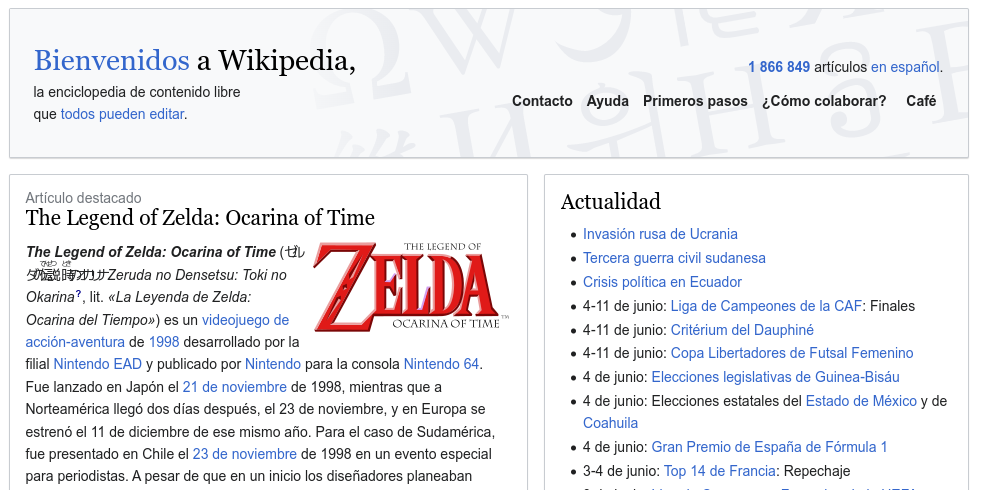 Bienvenidos a Wikipedia,
la enciclopedia de contenido libre
que todos pueden editar.
1 866 849 artículos en español.
Contacto Ayuda Primeros pasos ¿Cómo colaborar? Café
Artículo destacado
The Legend of Zelda: Ocarina of Time
The Legend of Zelda: Ocarina of Time (ゼル
ダの伝説 時のオカリナ Zeruda no Densetsu: Toki no
Okarina?, lit. «La Leyenda de Zelda:
Ocarina del Tiempo») es un videojuego de
acción-aventura de 1998 desarrollado por la
filial Nintendo EAD y publicado por Nintendo para la consola Nintendo 64.
Fue lanzado en Japón el 21 de noviembre de 1998, mientras que a
Norteamérica llegó dos días después, el 23 de noviembre, y en Europa se
estrenó el 11 de diciembre de ese mismo año. Para el caso de Sudamérica,
fue presentado en Chile el 23 de noviembre de 1998 en un evento especial
para periodistas. A pesar de que en un inicio los diseñadores planeaban
THE LEGEND OF
ZELDA
OCARINA OF TIME™
Actualidad
Invasión rusa de Ucrania
Tercera guerra civil sudanesa
Crisis política en Ecuador
4-11 de junio: Liga de Campeones de la CAF: Finales
4-11 de junio: Critérium del Dauphiné
4-11 de junio: Copa Libertadores de Futsal Femenino
4 de junio: Elecciones legislativas de Guinea-Bisáu
4 de junio: Elecciones estatales del Estado de México y de
Coahuila
4 de junio: Gran Premio de España de Fórmula 1
3-4 de junio: Top 14 de Francia: Repechaje